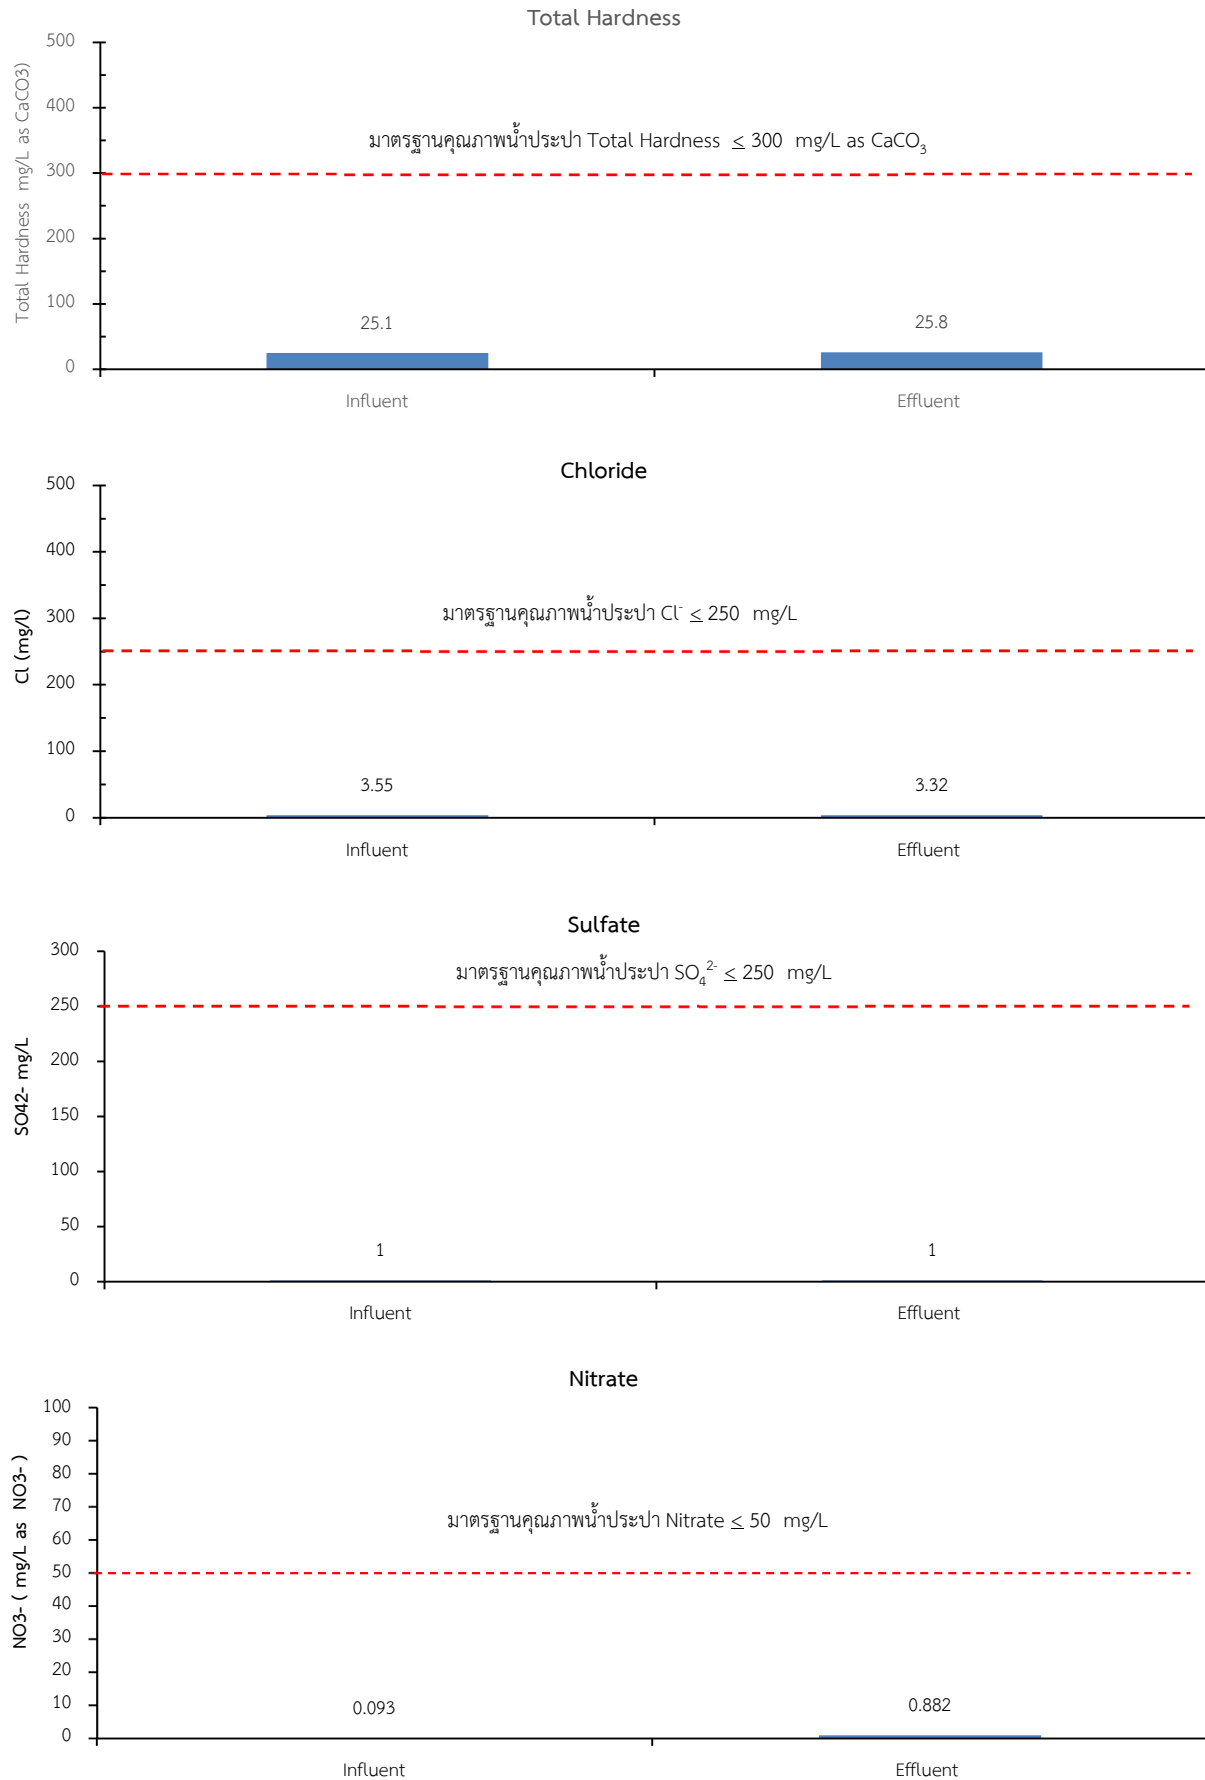 Total Hardness
500
400
300
200
100
0
Total Hardness mg/L as CaCO3)
มาตรฐานคุณภาพน้ำประปา Total Hardness ≤ 300 mg/L as CaCO₃
25.1
25.8
Influent
Effluent
Chloride
500
400
300
200
100
0
Cl (mg/l)
มาตรฐานคุณภาพน้ำประปา Cl⁻ ≤ 250 mg/L
3.55
3.32
Influent
Effluent
Sulfate
300
250
200
150
100
50
0
SO42- mg/L
มาตรฐานคุณภาพน้ำประปา SO₄²⁻ ≤ 250 mg/L
1
1
Influent
Effluent
Nitrate
100
90
80
70
60
50
40
30
20
10
0
NO3- ( mg/L as NO3- )
มาตรฐานคุณภาพน้ำประปา Nitrate ≤ 50 mg/L
0.093
0.882
Influent
Effluent